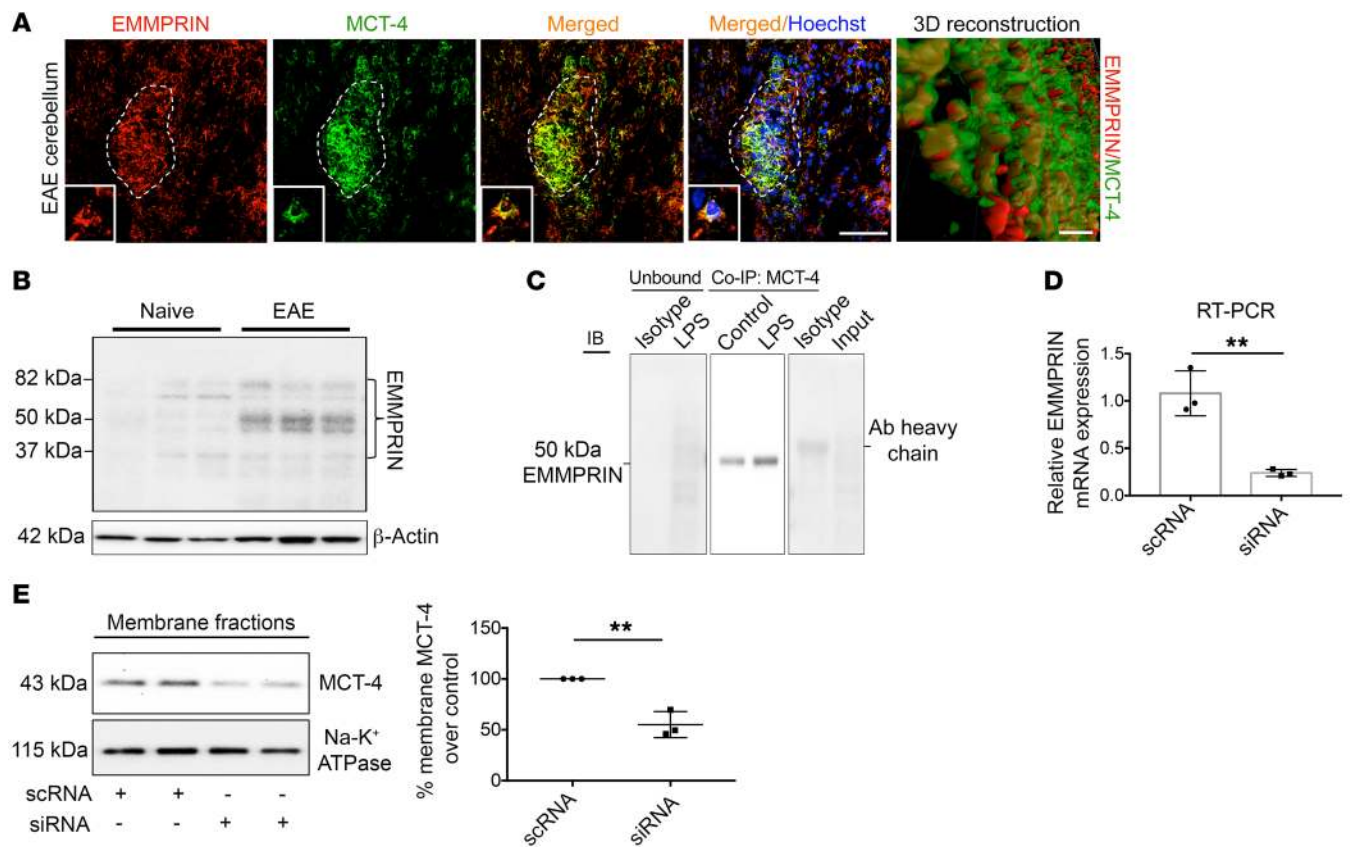 A
EMMPRIN MCT-4 Merged Merged/Hoechst 3D reconstruction
EAE cerebellum
EMMPRIN/MCT-4
B
Naive EAE
82 kDa
50 kDa
37 kDa
EMMPRIN
42 kDa
β-Actin
C
Unbound Co-IP: MCT-4
IB Isotype LPS Control LPS Isotype Input
50 kDa
EMMPRIN
Ab heavy
chain
D
RT-PCR
**
Relative EMMPRIN
mRNA expression
1.5
1.0
0.5
0.0
scRNA siRNA
E
Membrane fractions
43 kDa MCT-4
115 kDa Na-K⁺
ATPase
scRNA + + - -
siRNA - - + +
% membrane MCT-4
over control
150
100
50
0
**
scRNA siRNA